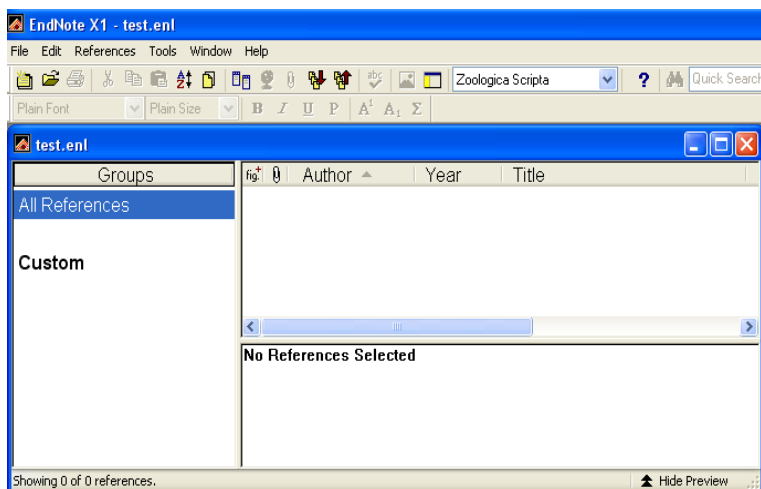 EndNote X1 - test.enl
File Edit References Tools Window Help
Zoologica Scripta ? Quick Search
Plain Font Plain Size B I U P A¹ A₁ Σ
test.enl
Groups
fig. Author Year Title
All References
Custom
No References Selected
Showing 0 of 0 references. Hide Preview